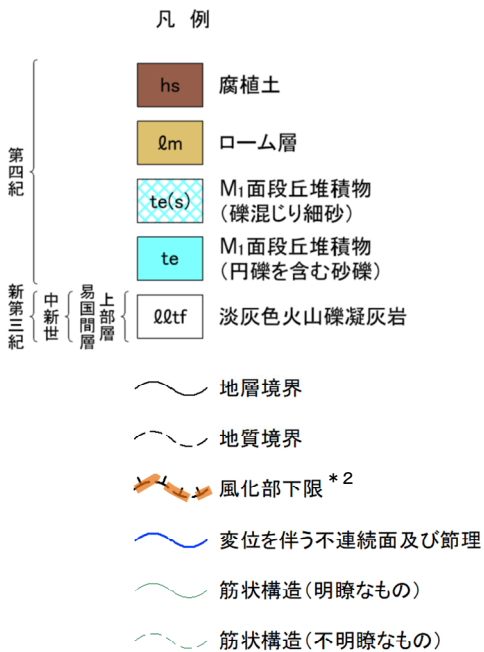 凡 例
第四紀
hs 腐植土
ℓm ローム層
te(s) M₁面段丘堆積物
(礫混じり細砂)
te M₁面段丘堆積物
(円礫を含む砂礫)
新第三紀 中新世 易国間層 上部層
ℓℓtf 淡灰色火山礫凝灰岩
地層境界
地質境界
風化部下限*2
変位を伴う不連続面及び節理
筋状構造(明瞭なもの)
筋状構造(不明瞭なもの)